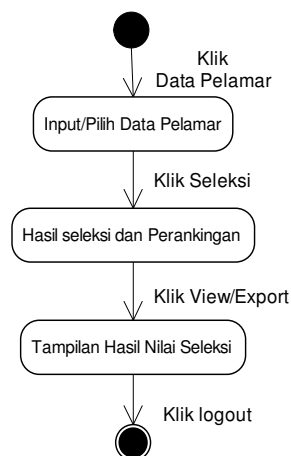 Klik
Data Pelamar
Input/Pilih Data Pelamar
Klik Seleksi
Hasil seleksi dan Perankingan
Klik View/Export
Tampilan Hasil Nilai Seleksi
Klik logout